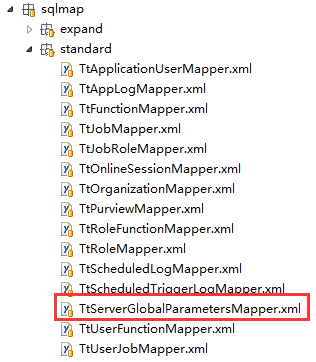 sqlmap
expand
standard
TtApplicationUserMapper.xml
TtAppLogMapper.xml
TtFunctionMapper.xml
TtJobMapper.xml
TtJobRoleMapper.xml
TtOnlineSessionMapper.xml
TtOrganizationMapper.xml
TtPurviewMapper.xml
TtRoleFunctionMapper.xml
TtRoleMapper.xml
TtScheduledLogMapper.xml
TtScheduledTriggerLogMapper.xml
TtServerGlobalParametersMapper.xml
TtUserFunctionMapper.xml
TtUserJobMapper.xml